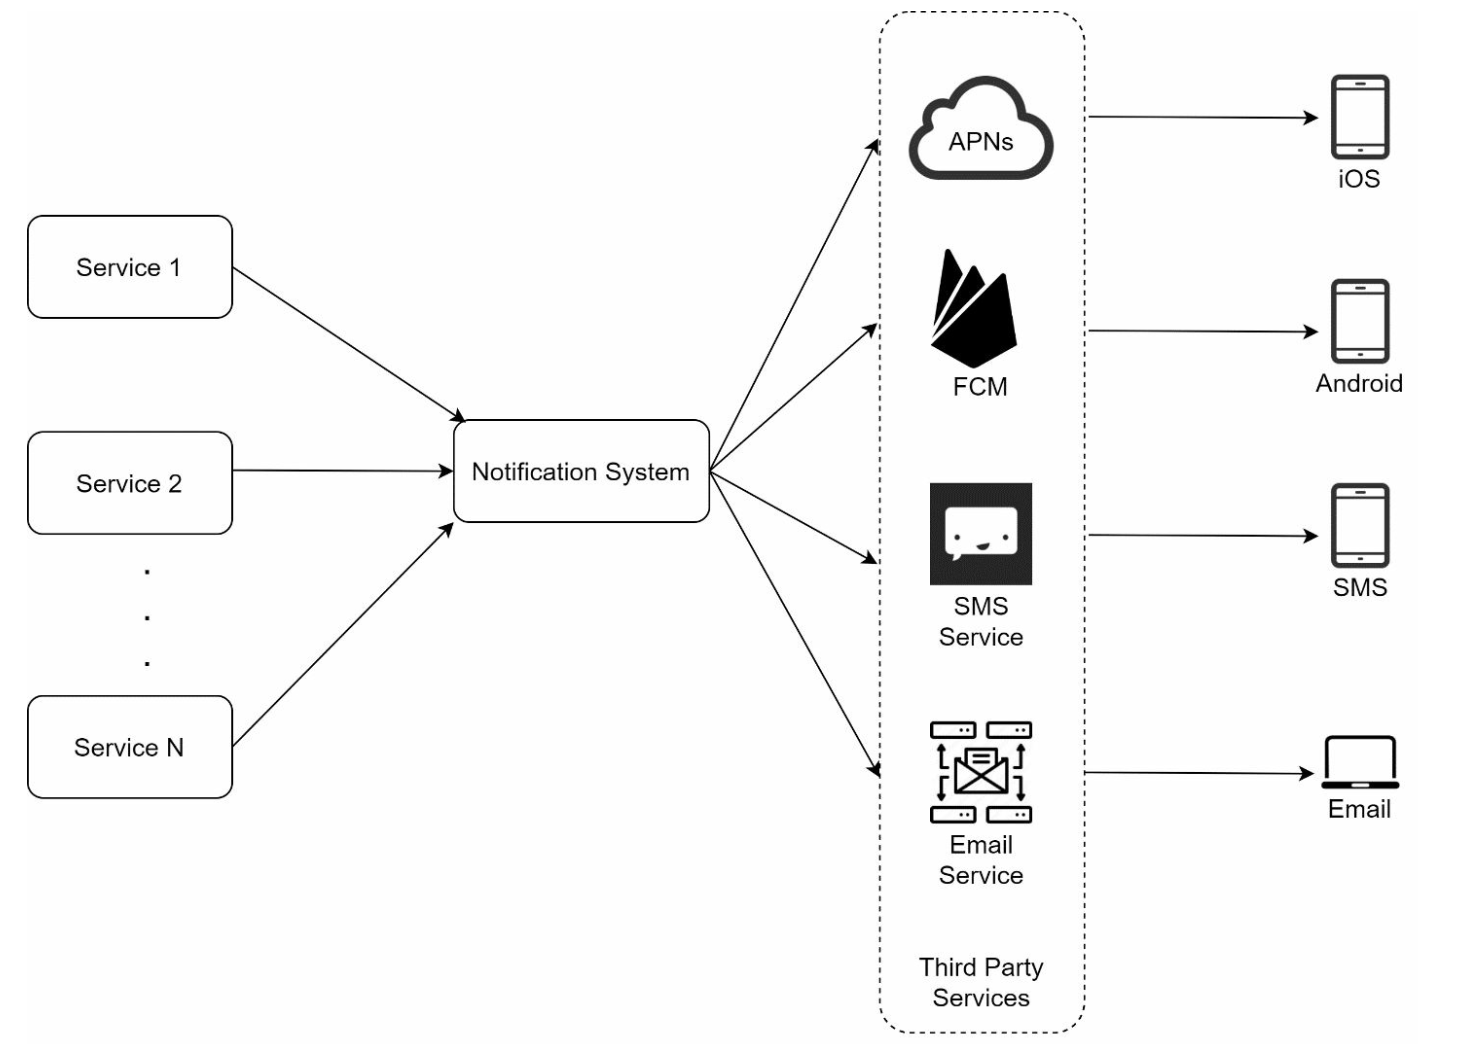 Service 1
Service 2
.
.
.
Service N
Notification System
APNs
FCM
SMS
Service
Email
Service
Third Party
Services
iOS
Android
SMS
Email